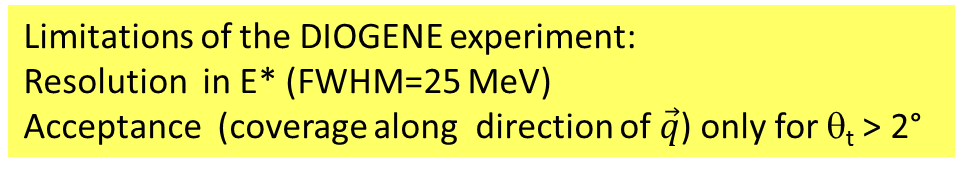 Limitations of the DIOGENE experiment:
Resolution in E* (FWHM=25 MeV)
Acceptance (coverage along direction of q⃗) only for θt > 2°